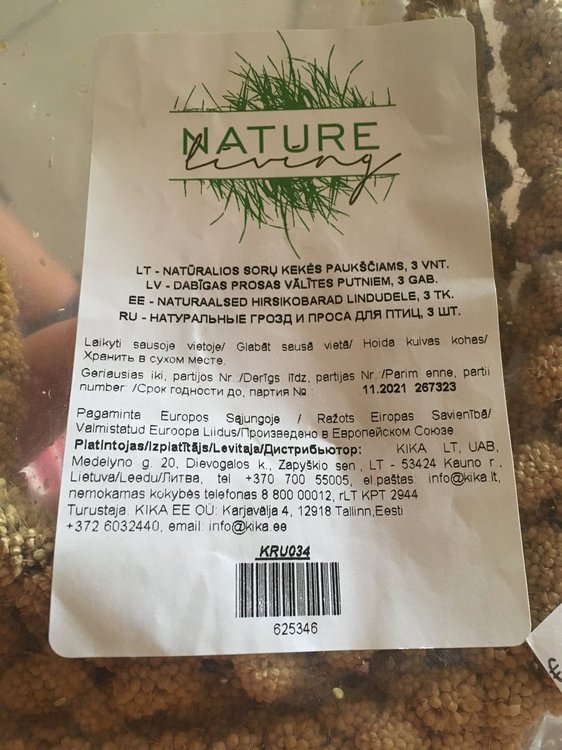 NATURE
living
LT - NATŪRALIOS SORŲ KEKĖS PAUKŠČIAMS, 3 VNT.
LV - DABĪGAS PROSAS VĀLĪTES PUTNIEM, 3 GAB.
EE - NATURAALSED HIRSIKOBARAD LINDUDELE, 3 TK.
RU - НАТУРАЛЬНЫЕ ГРОЗД И ПРОСА ДЛЯ ПТИЦ, 3 ШТ.
Laikyti sausoje vietoje/ Glabāt sausā vietā/ Hoida kuivas kohas/
Хранить в сухом месте.
Geriausias iki, partijos Nr.:/Derīgs līdz, partijas Nr.:/Parim enne, partii
number :/Срок годности до, партия № : 11.2021 267323
Pagaminta Europos Sąjungoje / Ražots Eiropas Savienībā/
Valmistatud Euroopa Liidus/Произведено в Европейском Союзе
Platintojas/Izplatītājs/Levitaja/Дистрибьютор: KIKA LT, UAB,
Medelyno g. 20, Dievogalos k., Zapyškio sen., LT - 53424 Kauno r.,
Lietuva/Leedu/Литва, tel +370 700 55005, el.paštas: info@kika.lt,
nemokamas kokybės telefonas 8 800 00012, rLT KPT 2944
Turustaja: KIKA EE OÜ: Karjavälja 4, 12918 Tallinn,Eesti
+372 6032440, email: info@kika.ee
KRU034
625346